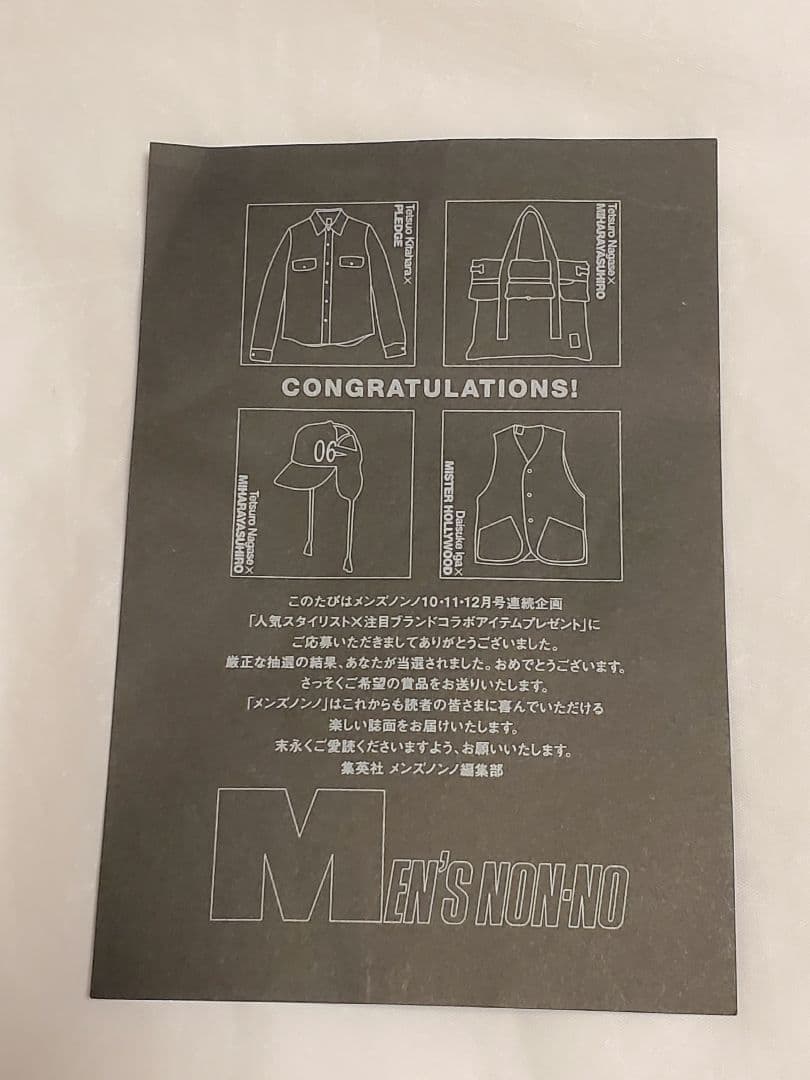 Tetsuo Kitahara×
PLEDGE
Tetsuro Nagase×
MIHARAYASUHIRO
CONGRATULATIONS!
06
Tetsuro Nagase×
MIHARAYASUHIRO
Daisuke Iga×
MISTER HOLLYWOOD
このたびはメンズノンノ10・11・12月号連続企画
「人気スタイリスト×注目ブランドコラボアイテムプレゼント」に
ご応募いただきましてありがとうございました。
厳正な抽選の結果、あなたが当選されました。おめでとうございます。
さっそくご希望の賞品をお送りいたします。
「メンズノンノ」はこれからも読者の皆さまに喜んでいただける
楽しい誌面をお届けいたします。
末永くご愛読くださいますよう、お願いいたします。
集英社 メンズノンノ編集部
MEN'S NON-NO